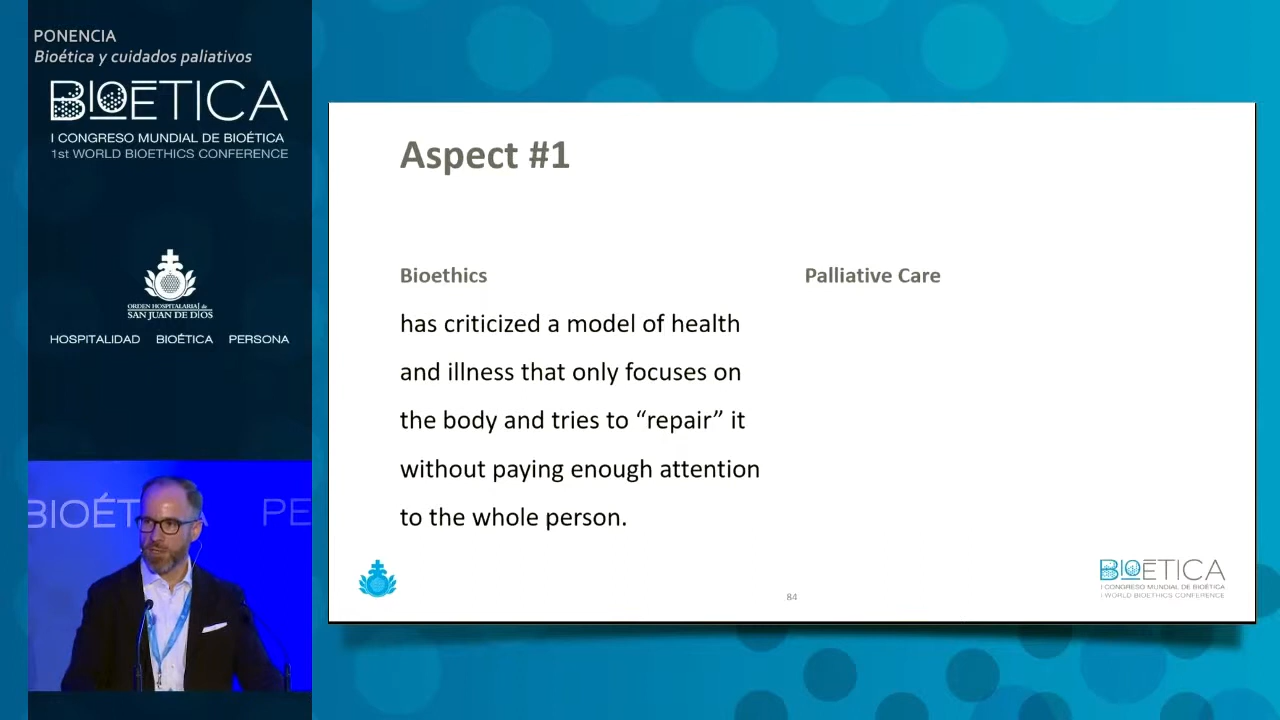 PONENCIA
Bioética y cuidados paliativos
BIOÉTICA
I CONGRESO MUNDIAL DE BIOÉTICA
1st WORLD BIOETHICS CONFERENCE
ORDEN HOSPITALARIA de
SAN JUAN DE DIOS
HOSPITALIDAD BIOÉTICA PERSONA
BIOÉT
PE
Aspect #1
Bioethics
Palliative Care
has criticized a model of health
and illness that only focuses on
the body and tries to “repair” it
without paying enough attention
to the whole person.
84
BIOÉTICA
I CONGRESO MUNDIAL DE BIOÉTICA
I WORLD BIOETHICS CONFERENCE